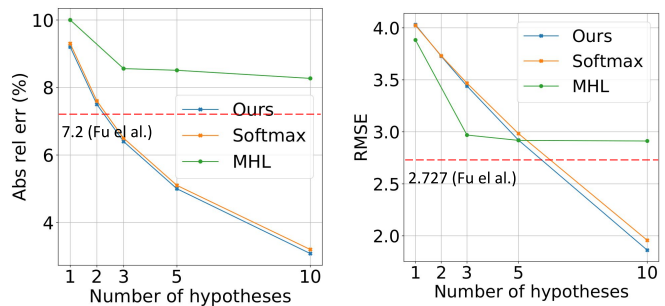 Abs rel err (%)
10
8
6
4
Ours
Softmax
MHL
7.2 (Fu el al.)
1 2 3 5 10
Number of hypotheses
RMSE
4.0
3.5
3.0
2.5
2.0
Ours
Softmax
MHL
2.727 (Fu el al.)
1 2 3 5 10
Number of hypotheses